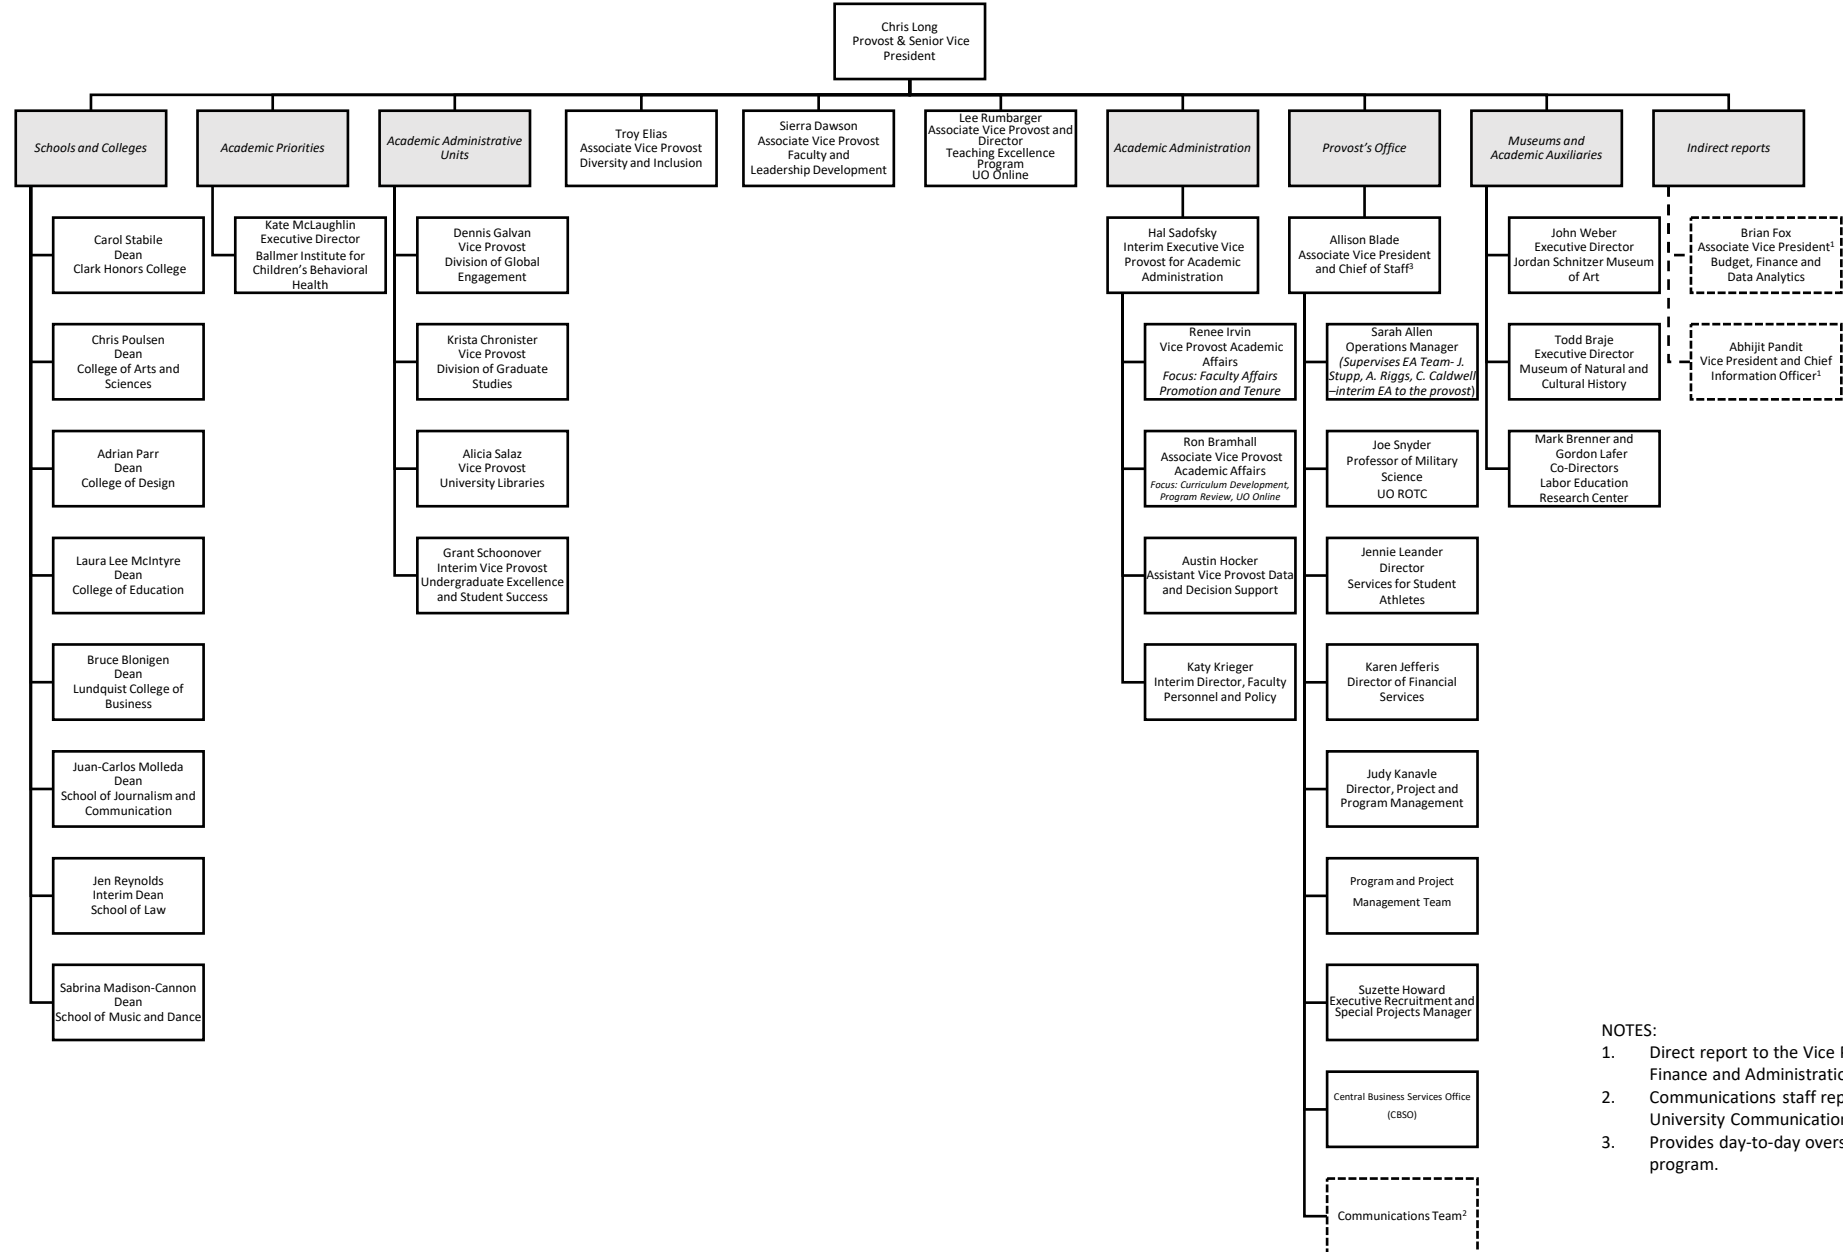 Chris Long
Provost & Senior Vice
President
Schools and Colleges
Academic Priorities
Academic Administrative
Units
Troy Elias
Associate Vice Provost
Diversity and Inclusion
Sierra Dawson
Associate Vice Provost
Faculty and
Leadership Development
Lee Rumbarger
Associate Vice Provost and
Director
Teaching Excellence
Program
UO Online
Academic Administration
Provost's Office
Museums and
Academic Auxiliaries
Indirect reports
Carol Stabile
Dean
Clark Honors College
Chris Poulsen
Dean
College of Arts and
Sciences
Adrian Parr
Dean
College of Design
Laura Lee McIntyre
Dean
College of Education
Bruce Blonigen
Dean
Lundquist College of
Business
Juan-Carlos Molleda
Dean
School of Journalism and
Communication
Jen Reynolds
Interim Dean
School of Law
Sabrina Madison-Cannon
Dean
School of Music and Dance
Kate McLaughlin
Executive Director
Ballmer Institute for
Children's Behavioral
Health
Dennis Galvan
Vice Provost
Division of Global
Engagement
Krista Chronister
Vice Provost
Division of Graduate
Studies
Alicia Salaz
Vice Provost
University Libraries
Grant Schoonover
Interim Vice Provost
Undergraduate Excellence
and Student Success
Hal Sadofsky
Interim Executive Vice
Provost for Academic
Administration
Renee Irvin
Vice Provost Academic
Affairs
Focus: Faculty Affairs
Promotion and Tenure
Ron Bramhall
Associate Vice Provost
Academic Affairs
Focus: Curriculum Development,
Program Review, UO Online
Austin Hocker
Assistant Vice Provost Data
and Decision Support
Katy Krieger
Interim Director, Faculty
Personnel and Policy
Allison Blade
Associate Vice President
and Chief of Staff³
Sarah Allen
Operations Manager
(Supervises EA Team- J.
Stupp, A. Riggs, C. Caldwell
–interim EA to the provost)
Joe Snyder
Professor of Military
Science
UO ROTC
Jennie Leander
Director
Services for Student
Athletes
Karen Jefferis
Director of Financial
Services
Judy Kanavle
Director, Project and
Program Management
Program and Project
Management Team
Suzette Howard
Executive Recruitment and
Special Projects Manager
Central Business Services Office
(CBSO)
Communications Team²
John Weber
Executive Director
Jordan Schnitzer Museum
of Art
Todd Braje
Executive Director
Museum of Natural and
Cultural History
Mark Brenner and
Gordon Lafer
Co-Directors
Labor Education
Research Center
Brian Fox
Associate Vice President¹
Budget, Finance and
Data Analytics
Abhijit Pandit
Vice President and Chief
Information Officer¹
NOTES:
1. Direct report to the Vice
Finance and
2. Communications staff
University
3. Provides day-to-day
program.